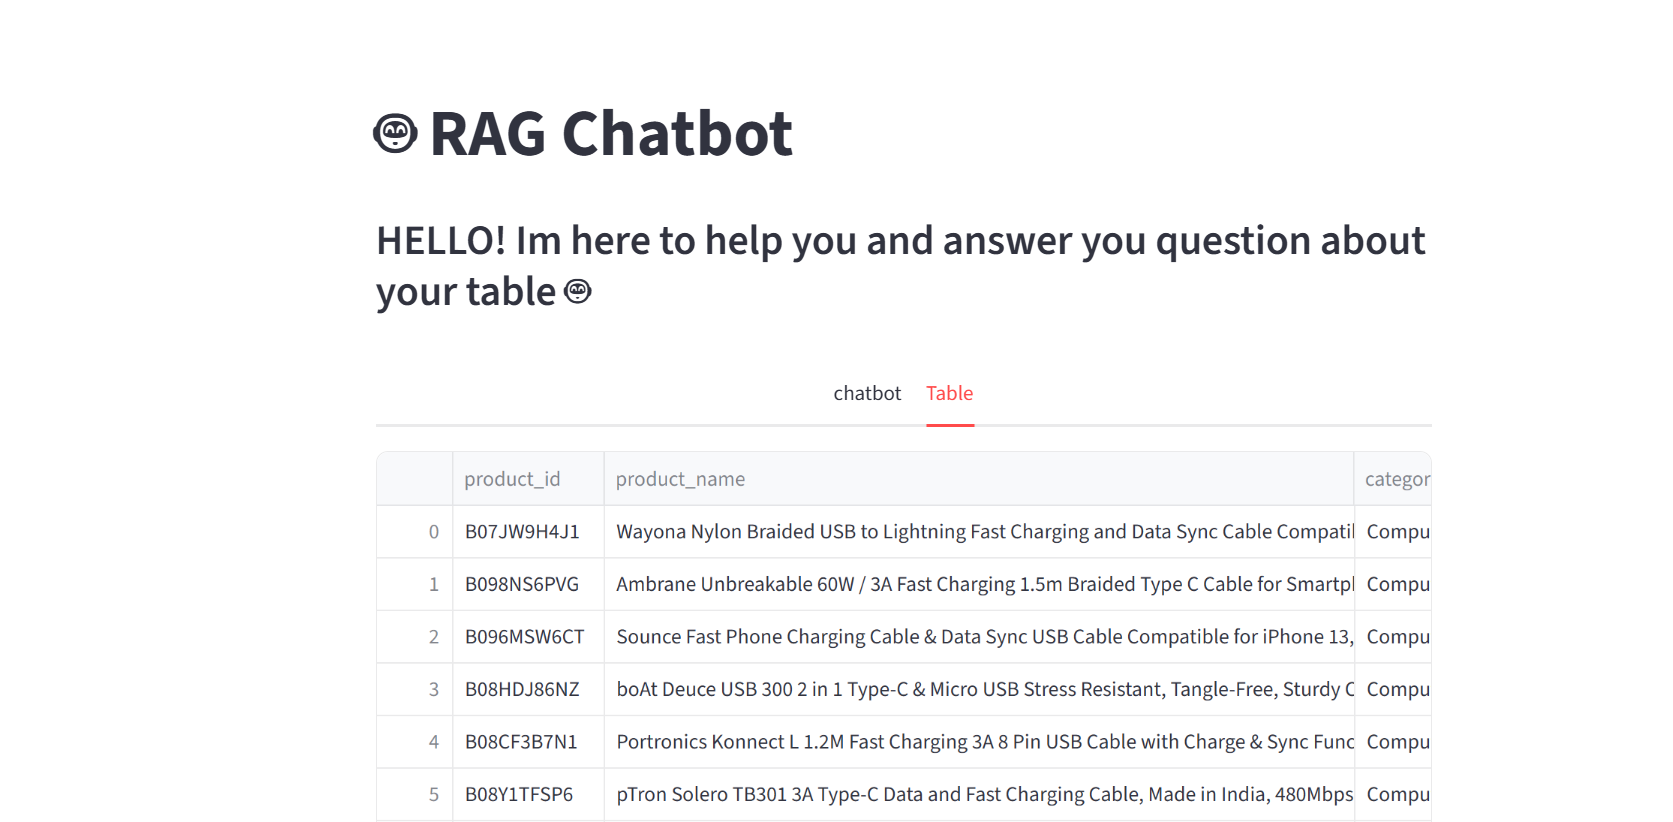 RAG Chatbot
HELLO! Im here to help you and answer you question about
your table
chatbot Table
product_id product_name categor
0 B07JW9H4J1 Wayona Nylon Braided USB to Lightning Fast Charging and Data Sync Cable Compatil Compu
1 B098NS6PVG Ambrane Unbreakable 60W / 3A Fast Charging 1.5m Braided Type C Cable for Smartpl Compu
2 B096MSW6CT Sounce Fast Phone Charging Cable & Data Sync USB Cable Compatible for iPhone 13, Compu
3 B08HDJ86NZ boAt Deuce USB 300 2 in 1 Type-C & Micro USB Stress Resistant, Tangle-Free, Sturdy C Compu
4 B08CF3B7N1 Portronics Konnect L 1.2M Fast Charging 3A 8 Pin USB Cable with Charge & Sync Func Compu
5 B08Y1TFSP6 pTron Solero TB301 3A Type-C Data and Fast Charging Cable, Made in India, 480Mbps Compu